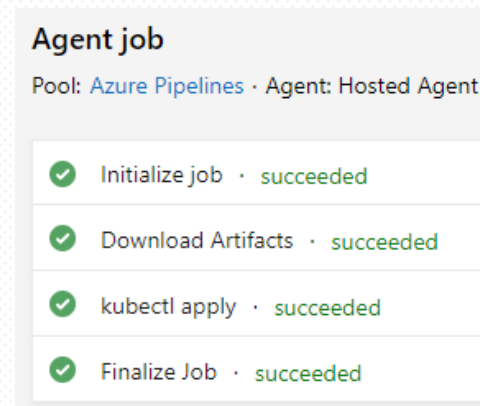 Agent job
Pool: Azure Pipelines · Agent: Hosted Agent
Initialize job · succeeded
Download Artifacts · succeeded
kubectl apply · succeeded
Finalize Job · succeeded